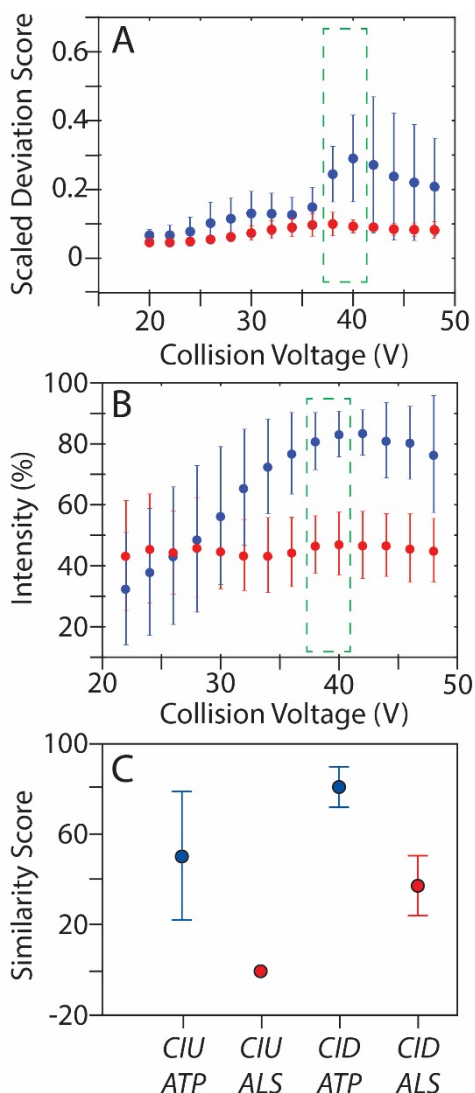 A
Scaled Deviation Score
0.6
0.4
0.2
0
20 30 40 50
Collision Voltage (V)
B
Intensity (%)
100
80
60
40
20
20 30 40 50
Collision Voltage (V)
C
Similarity Score
100
60
20
-20
CIU CIU CID CID
ATP ALS ATP ALS